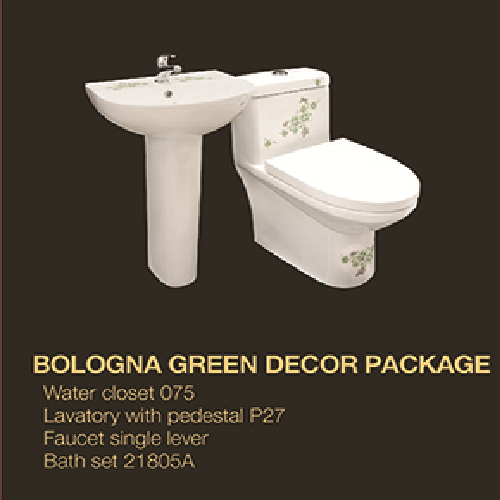 BOLOGNA GREEN DECOR PACKAGE
Water closet 075
Lavatory with pedestal P27
Faucet single lever
Bath set 21805A